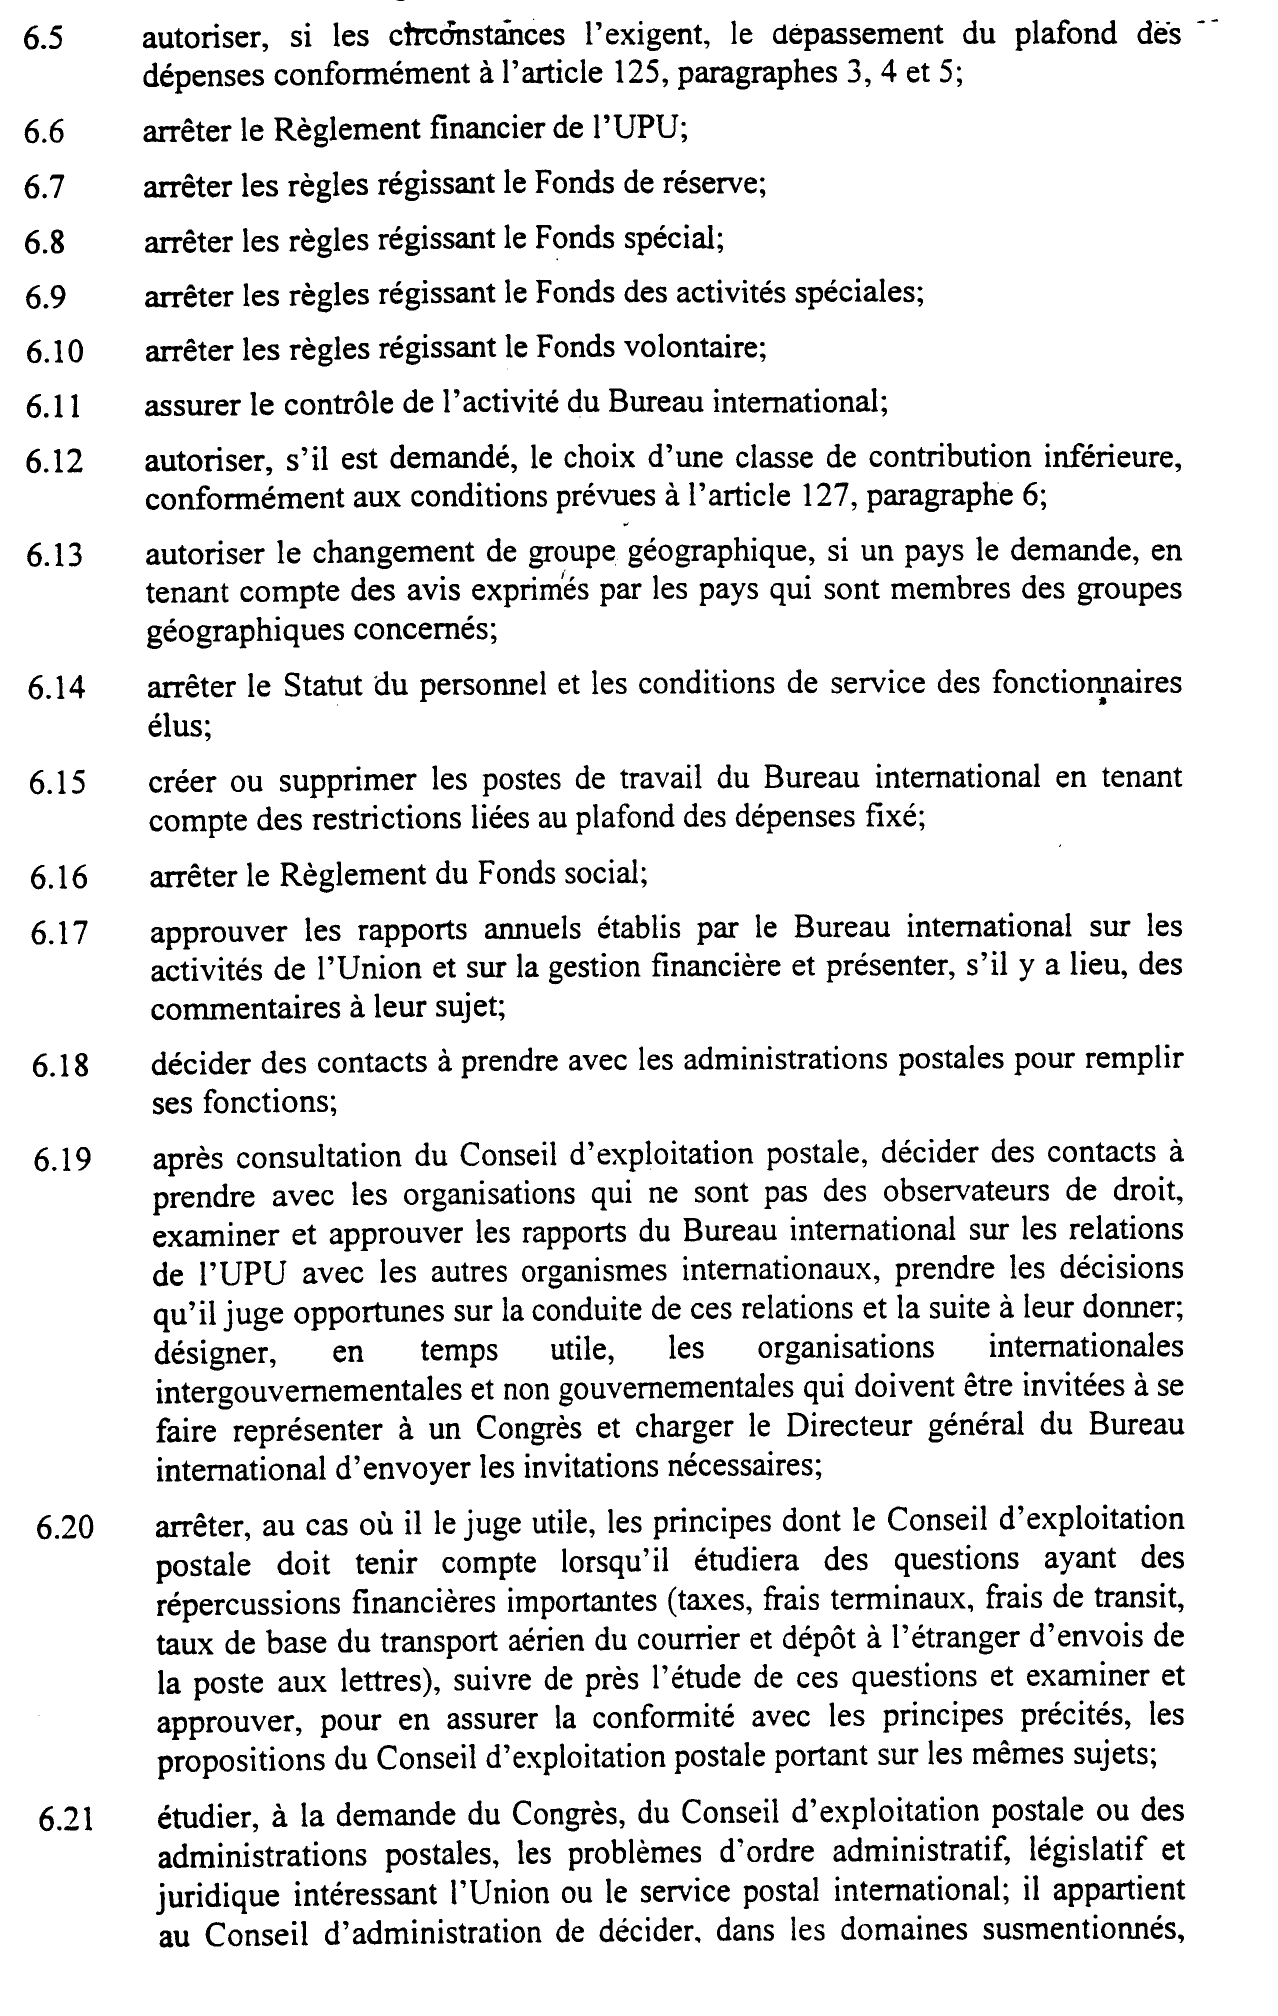 6.5 autoriser, si les circonstances l'exigent, le dépassement du plafond des
dépenses conformément à l'article 125, paragraphes 3, 4 et 5;
6.6 arrêter le Règlement financier de l'UPU;
6.7 arrêter les règles régissant le Fonds de réserve;
6.8 arrêter les règles régissant le Fonds spécial;
6.9 arrêter les règles régissant le Fonds des activités spéciales;
6.10 arrêter les règles régissant le Fonds volontaire;
6.11 assurer le contrôle de l'activité du Bureau international;
6.12 autoriser, s'il est demandé, le choix d'une classe de contribution inférieure,
conformément aux conditions prévues à l'article 127, paragraphe 6;
6.13 autoriser le changement de groupe géographique, si un pays le demande, en
tenant compte des avis exprimés par les pays qui sont membres des groupes
géographiques concernés;
6.14 arrêter le Statut du personnel et les conditions de service des fonctionnaires
élus;
6.15 créer ou supprimer les postes de travail du Bureau international en tenant
compte des restrictions liées au plafond des dépenses fixé;
6.16 arrêter le Règlement du Fonds social;
6.17 approuver les rapports annuels établis par le Bureau international sur les
activités de l'Union et sur la gestion financière et présenter, s'il y a lieu, des
commentaires à leur sujet;
6.18 décider des contacts à prendre avec les administrations postales pour remplir
ses fonctions;
6.19 après consultation du Conseil d'exploitation postale, décider des contacts à
prendre avec les organisations qui ne sont pas des observateurs de droit,
examiner et approuver les rapports du Bureau international sur les relations
de l'UPU avec les autres organismes internationaux, prendre les décisions
qu'il juge opportunes sur la conduite de ces relations et la suite à leur donner;
désigner, en temps utile, les organisations internationales
intergouvernementales et non gouvernementales qui doivent être invitées à se
faire représenter à un Congrès et charger le Directeur général du Bureau
international d'envoyer les invitations nécessaires;
6.20 arrêter, au cas où il le juge utile, les principes dont le Conseil d'exploitation
postale doit tenir compte lorsqu'il étudiera des questions ayant des
répercussions financières importantes (taxes, frais terminaux, frais de transit,
taux de base du transport aérien du courrier et dépôt à l'étranger d'envois de
la poste aux lettres), suivre de près l'étude de ces questions et examiner et
approuver, pour en assurer la conformité avec les principes précités, les
propositions du Conseil d'exploitation postale portant sur les mêmes sujets;
6.21 étudier, à la demande du Congrès, du Conseil d'exploitation postale ou des
administrations postales, les problèmes d'ordre administratif, législatif et
juridique intéressant l'Union ou le service postal international; il appartient
au Conseil d'administration de décider, dans les domaines susmentionnés,